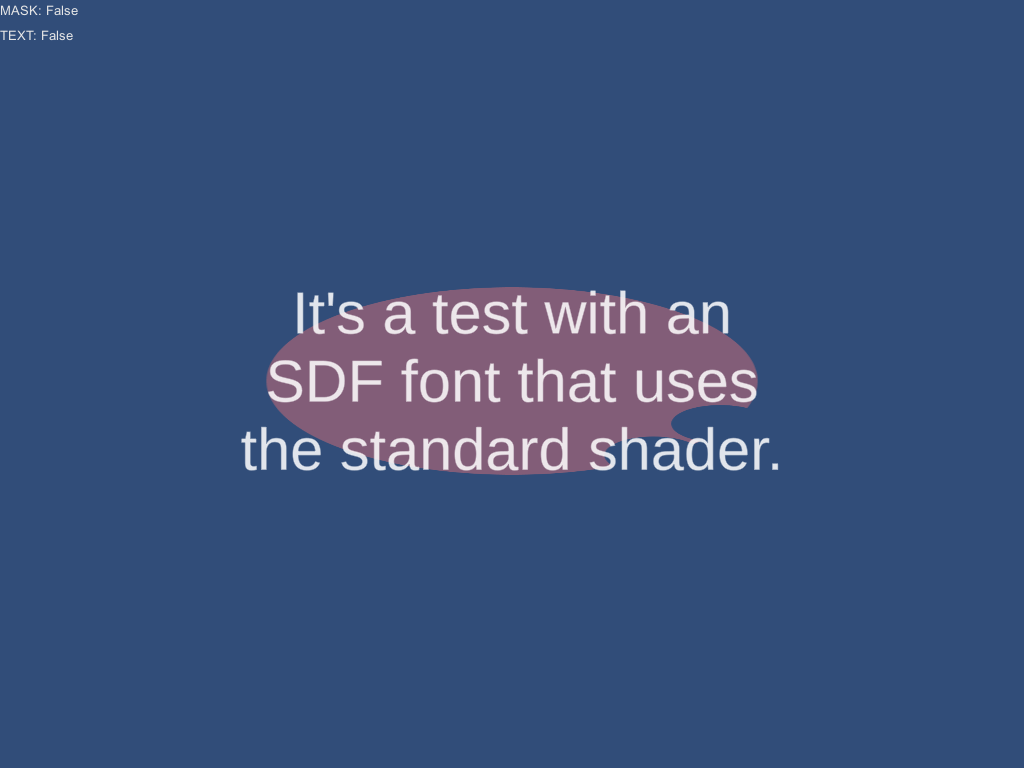 MASK: False
TEXT: False
It's a test with an
SDF font that uses
the standard shader.